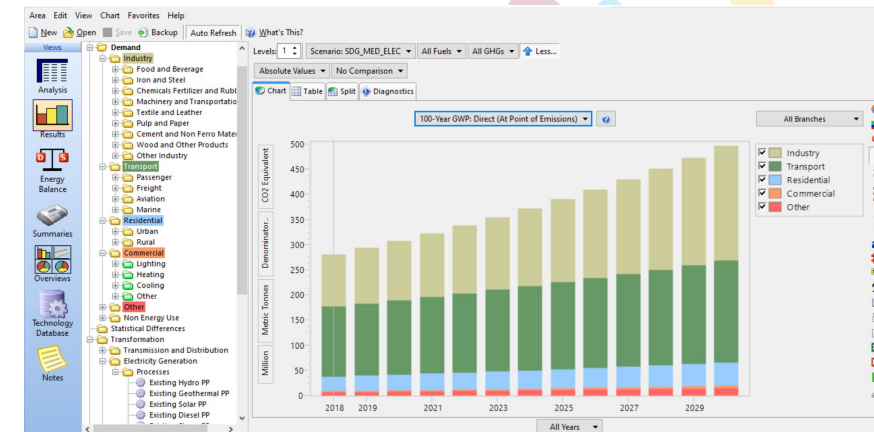 Area Edit View Chart Favorites Help
New Open Save Backup Auto Refresh What's This?
Views
Analysis
Results
Energy Balance
Summaries
Overviews
Technology Database
Notes
Demand
Industry
Food and Beverage
Iron and Steel
Chemicals Fertilizer and Rubl
Machinery and Transportatio
Textile and Leather
Pulp and Paper
Cement and Non Ferro Mater
Wood and Other Products
Other Industry
Transport
Passenger
Freight
Aviation
Marine
Residential
Urban
Rural
Commercial
Lighting
Heating
Cooling
Other
Other
Non Energy Use
Statistical Differences
Transformation
Transmission and Distribution
Electricity Generation
Processes
Existing Hydro PP
Existing Geothermal PP
Existing Solar PP
Existing Diesel PP
Levels: 1 Scenario: SDG_MED_ELEC All Fuels All GHGs Less...
Absolute Values No Comparison
Chart Table Split Diagnostics
100-Year GWP: Direct (At Point of Emissions)
All Branches
CO2 Equivalent
Denominator..
Metric Tonnes
Million
500
450
400
350
300
250
200
150
100
50
0
2018 2019 2021 2023 2025 2027 2029
Industry
Transport
Residential
Commercial
Other
All Years